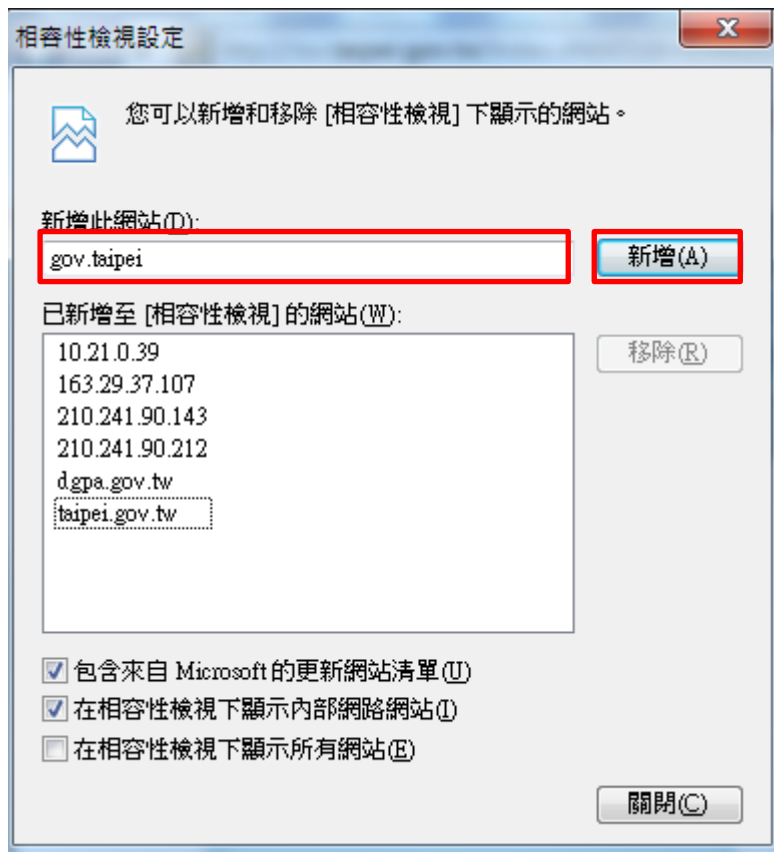 相容性檢視設定
您可以新增和移除 [相容性檢視] 下顯示的網站。
新增此網站(D):
gov.taipei
新增(A)
已新增至 [相容性檢視] 的網站(W):
10.21.0.39
移除(R)
163.29.37.107
210.241.90.143
210.241.90.212
dgpa.gov.tw
taipei.gov.tw
包含來自 Microsoft 的更新網站清單(U)
在相容性檢視下顯示內部網路網站(I)
在相容性檢視下顯示所有網站(E)
關閉(C)